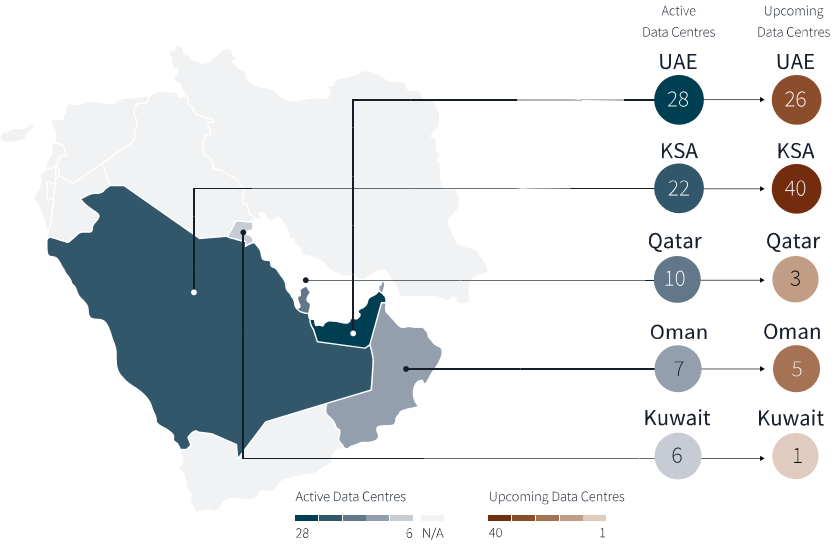 Active Upcoming
Data Centres Data Centres
UAE UAE
28 26
KSA KSA
22 40
Qatar Qatar
10 3
Oman Oman
7 5
Kuwait Kuwait
6 1
Active Data Centres Upcoming Data Centres
28 6 N/A 40 1